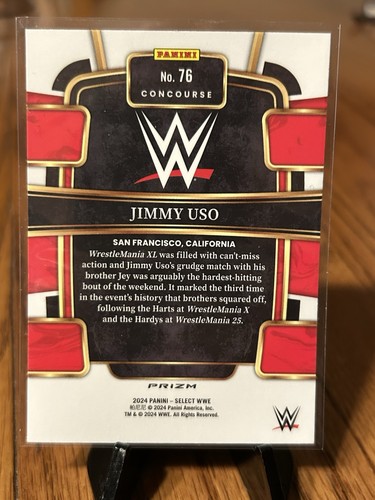 PANINI
No. 76
CONCOURSE
W
JIMMY USO
SAN FRANCISCO, CALIFORNIA
WrestleMania XL was filled with can't-miss
action and Jimmy Uso's grudge match with his
brother Jey was arguably the hardest-hitting
bout of the weekend. It marked the third time
in the event's history that brothers squared off,
following the Harts at WrestleMania X
and the Hardys at WrestleMania 25.
PRIZM
2024 PANINI – SELECT WWE
帕尼尼 © 2024 Panini America, Inc.
TM & © 2024 WWE. All Rights Reserved.
W